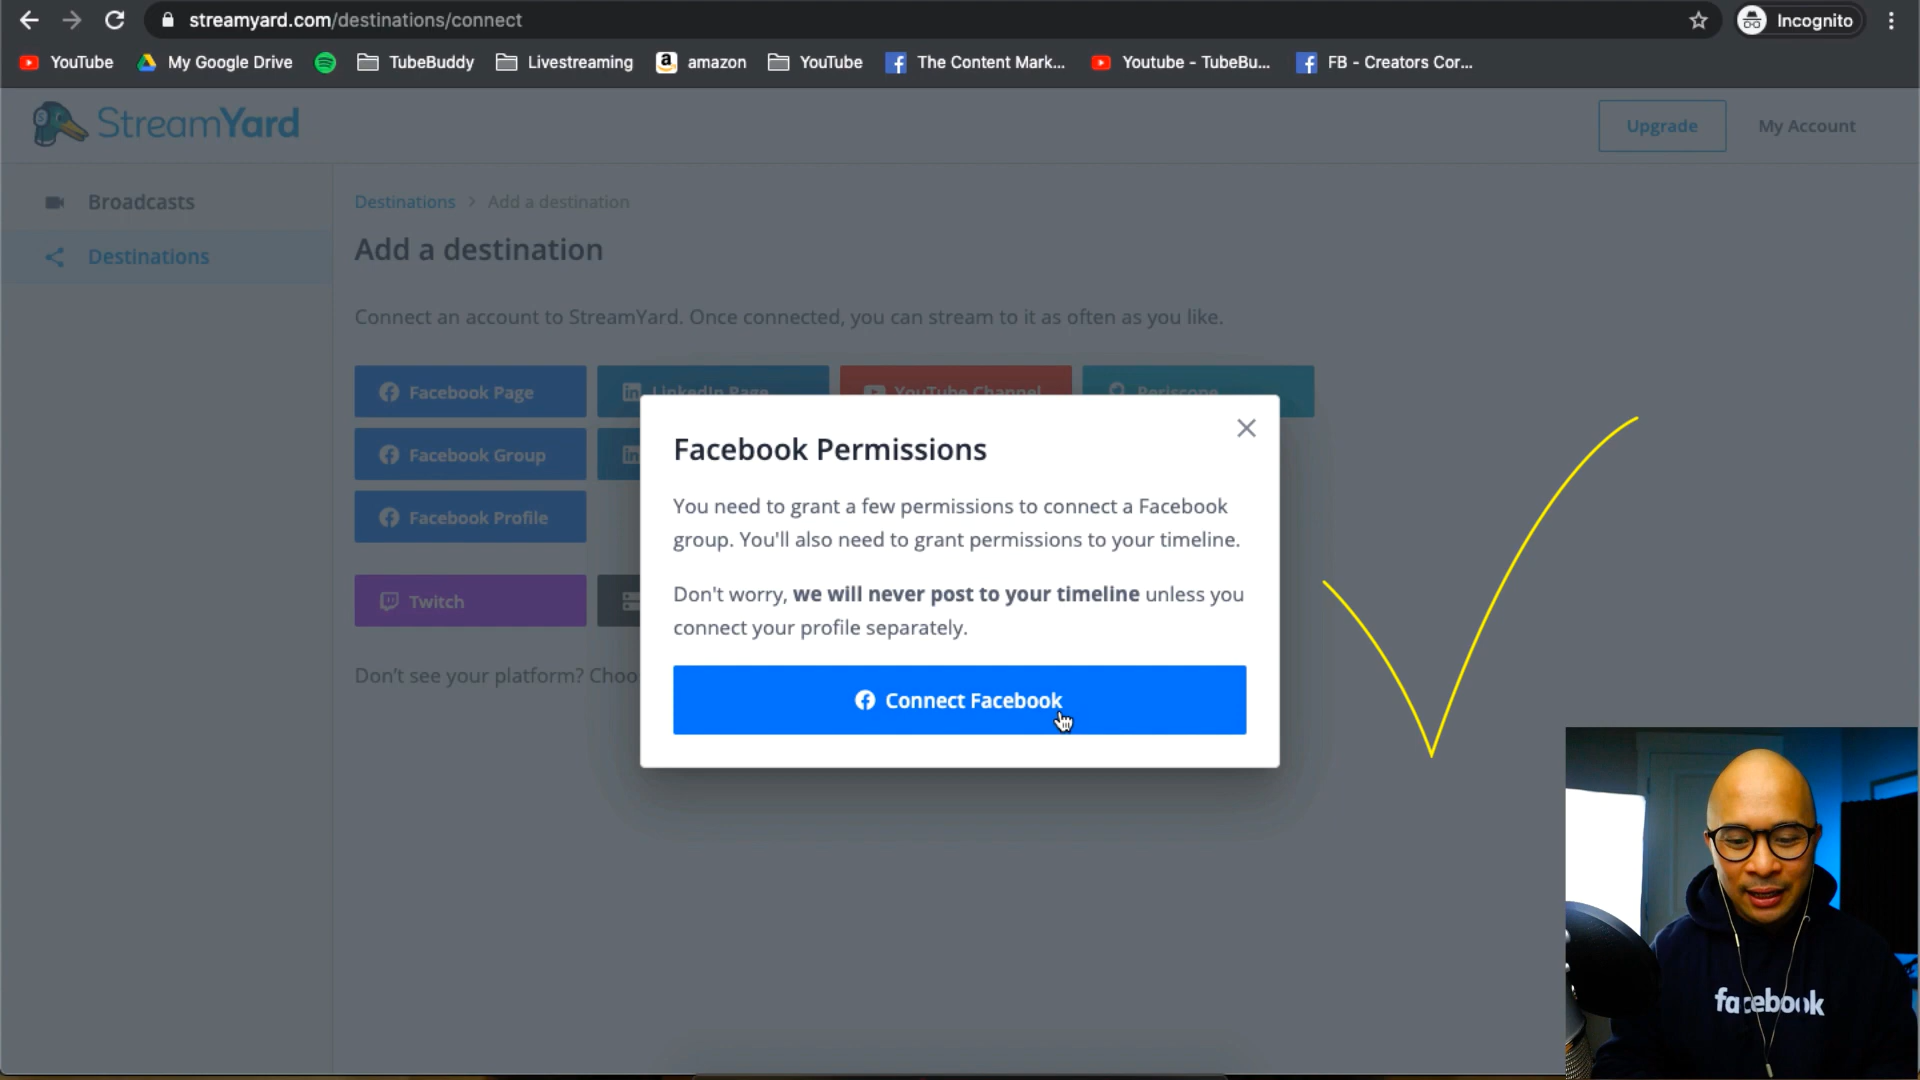 streamyard.com/destinations/connect
Incognito
YouTube
My Google Drive
TubeBuddy
Livestreaming
amazon
YouTube
The Content Mark...
Youtube - TubeBu...
FB - Creators Cor...
StreamYard
Upgrade
My Account
Broadcasts
Destinations
Destinations > Add a destination
Add a destination
Connect an account to StreamYard. Once connected, you can stream to it as often as you like.
Facebook Page
LinkedIn Page
YouTube Channel
Periscope
Facebook Group
Facebook Profile
Twitch
Don't see your platform? Choo
Facebook Permissions
You need to grant a few permissions to connect a Facebook
group. You'll also need to grant permissions to your timeline.
Don't worry, we will never post to your timeline unless you
connect your profile separately.
Connect Facebook
facebook